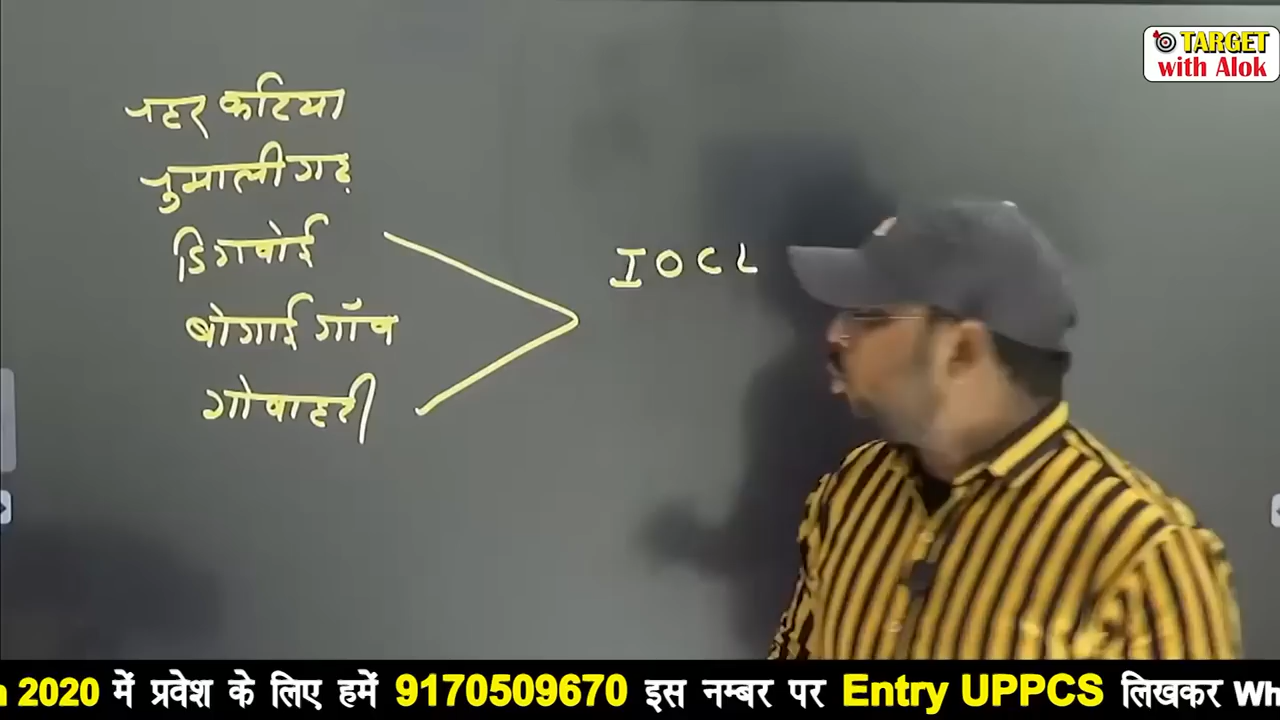 TARGET
with Alok
नहर कटिया
नुमालीगढ़
डिगबोई
बोंगाई गाँव
गोवाहटी
IOCL
2020 में प्रवेश के लिए हमें 9170509670 इस नम्बर पर Entry UPPCS लिखकर Wh